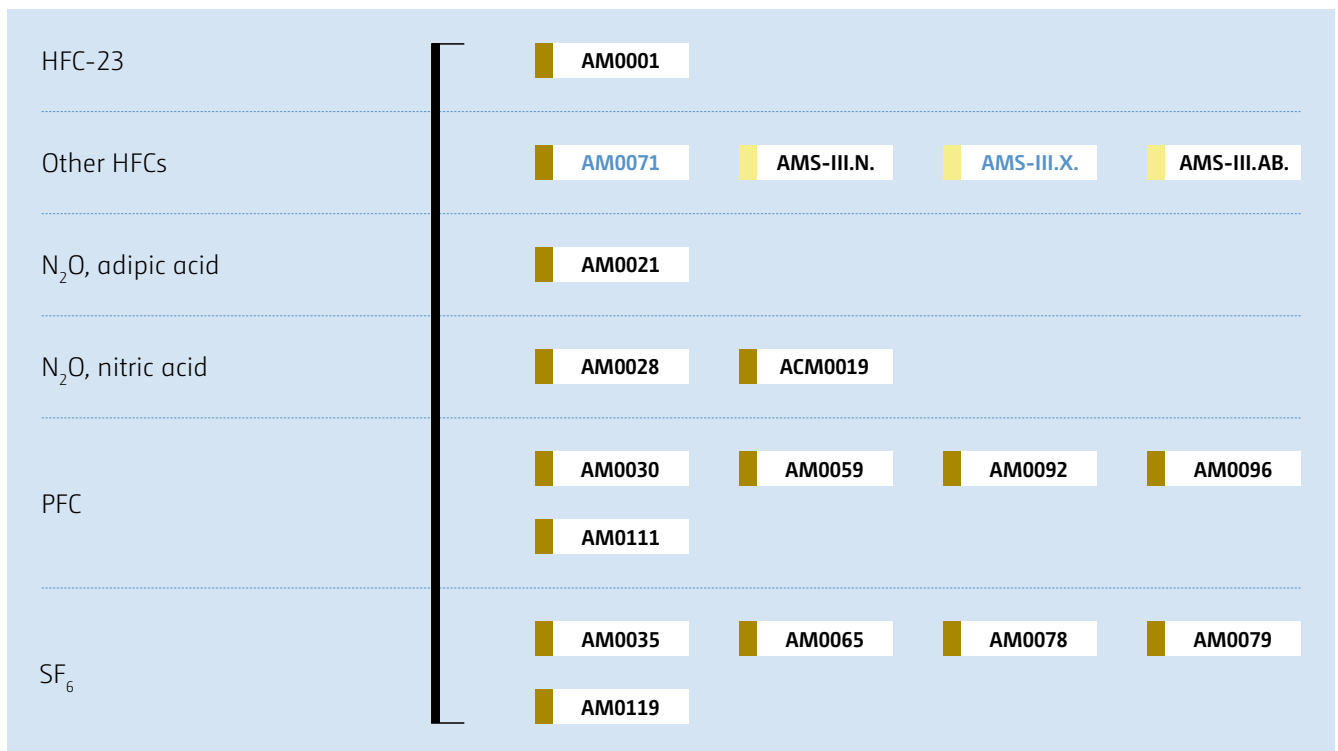 HFC-23
AM0001
Other HFCs
AM0071 AMS-III.N. AMS-III.X. AMS-III.AB.
N₂O, adipic acid
AM0021
N₂O, nitric acid
AM0028 ACM0019
PFC
AM0030 AM0059 AM0092 AM0096
AM0111
SF₆
AM0035 AM0065 AM0078 AM0079
AM0119